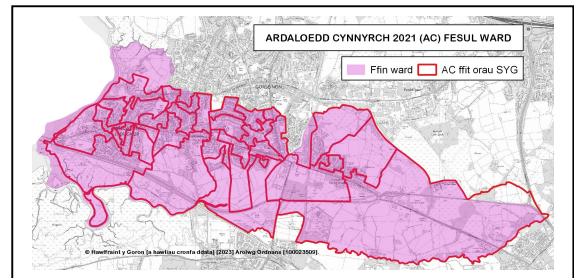 ARDALOEDD CYNNYRCH 2021 (AC) FESUL WARD
Ffin ward
AC ffit orau SYG
© Hawlfraint y Goron [a hawliau cronfa ddata] [2023] Arolwg Ordnans [100023509].